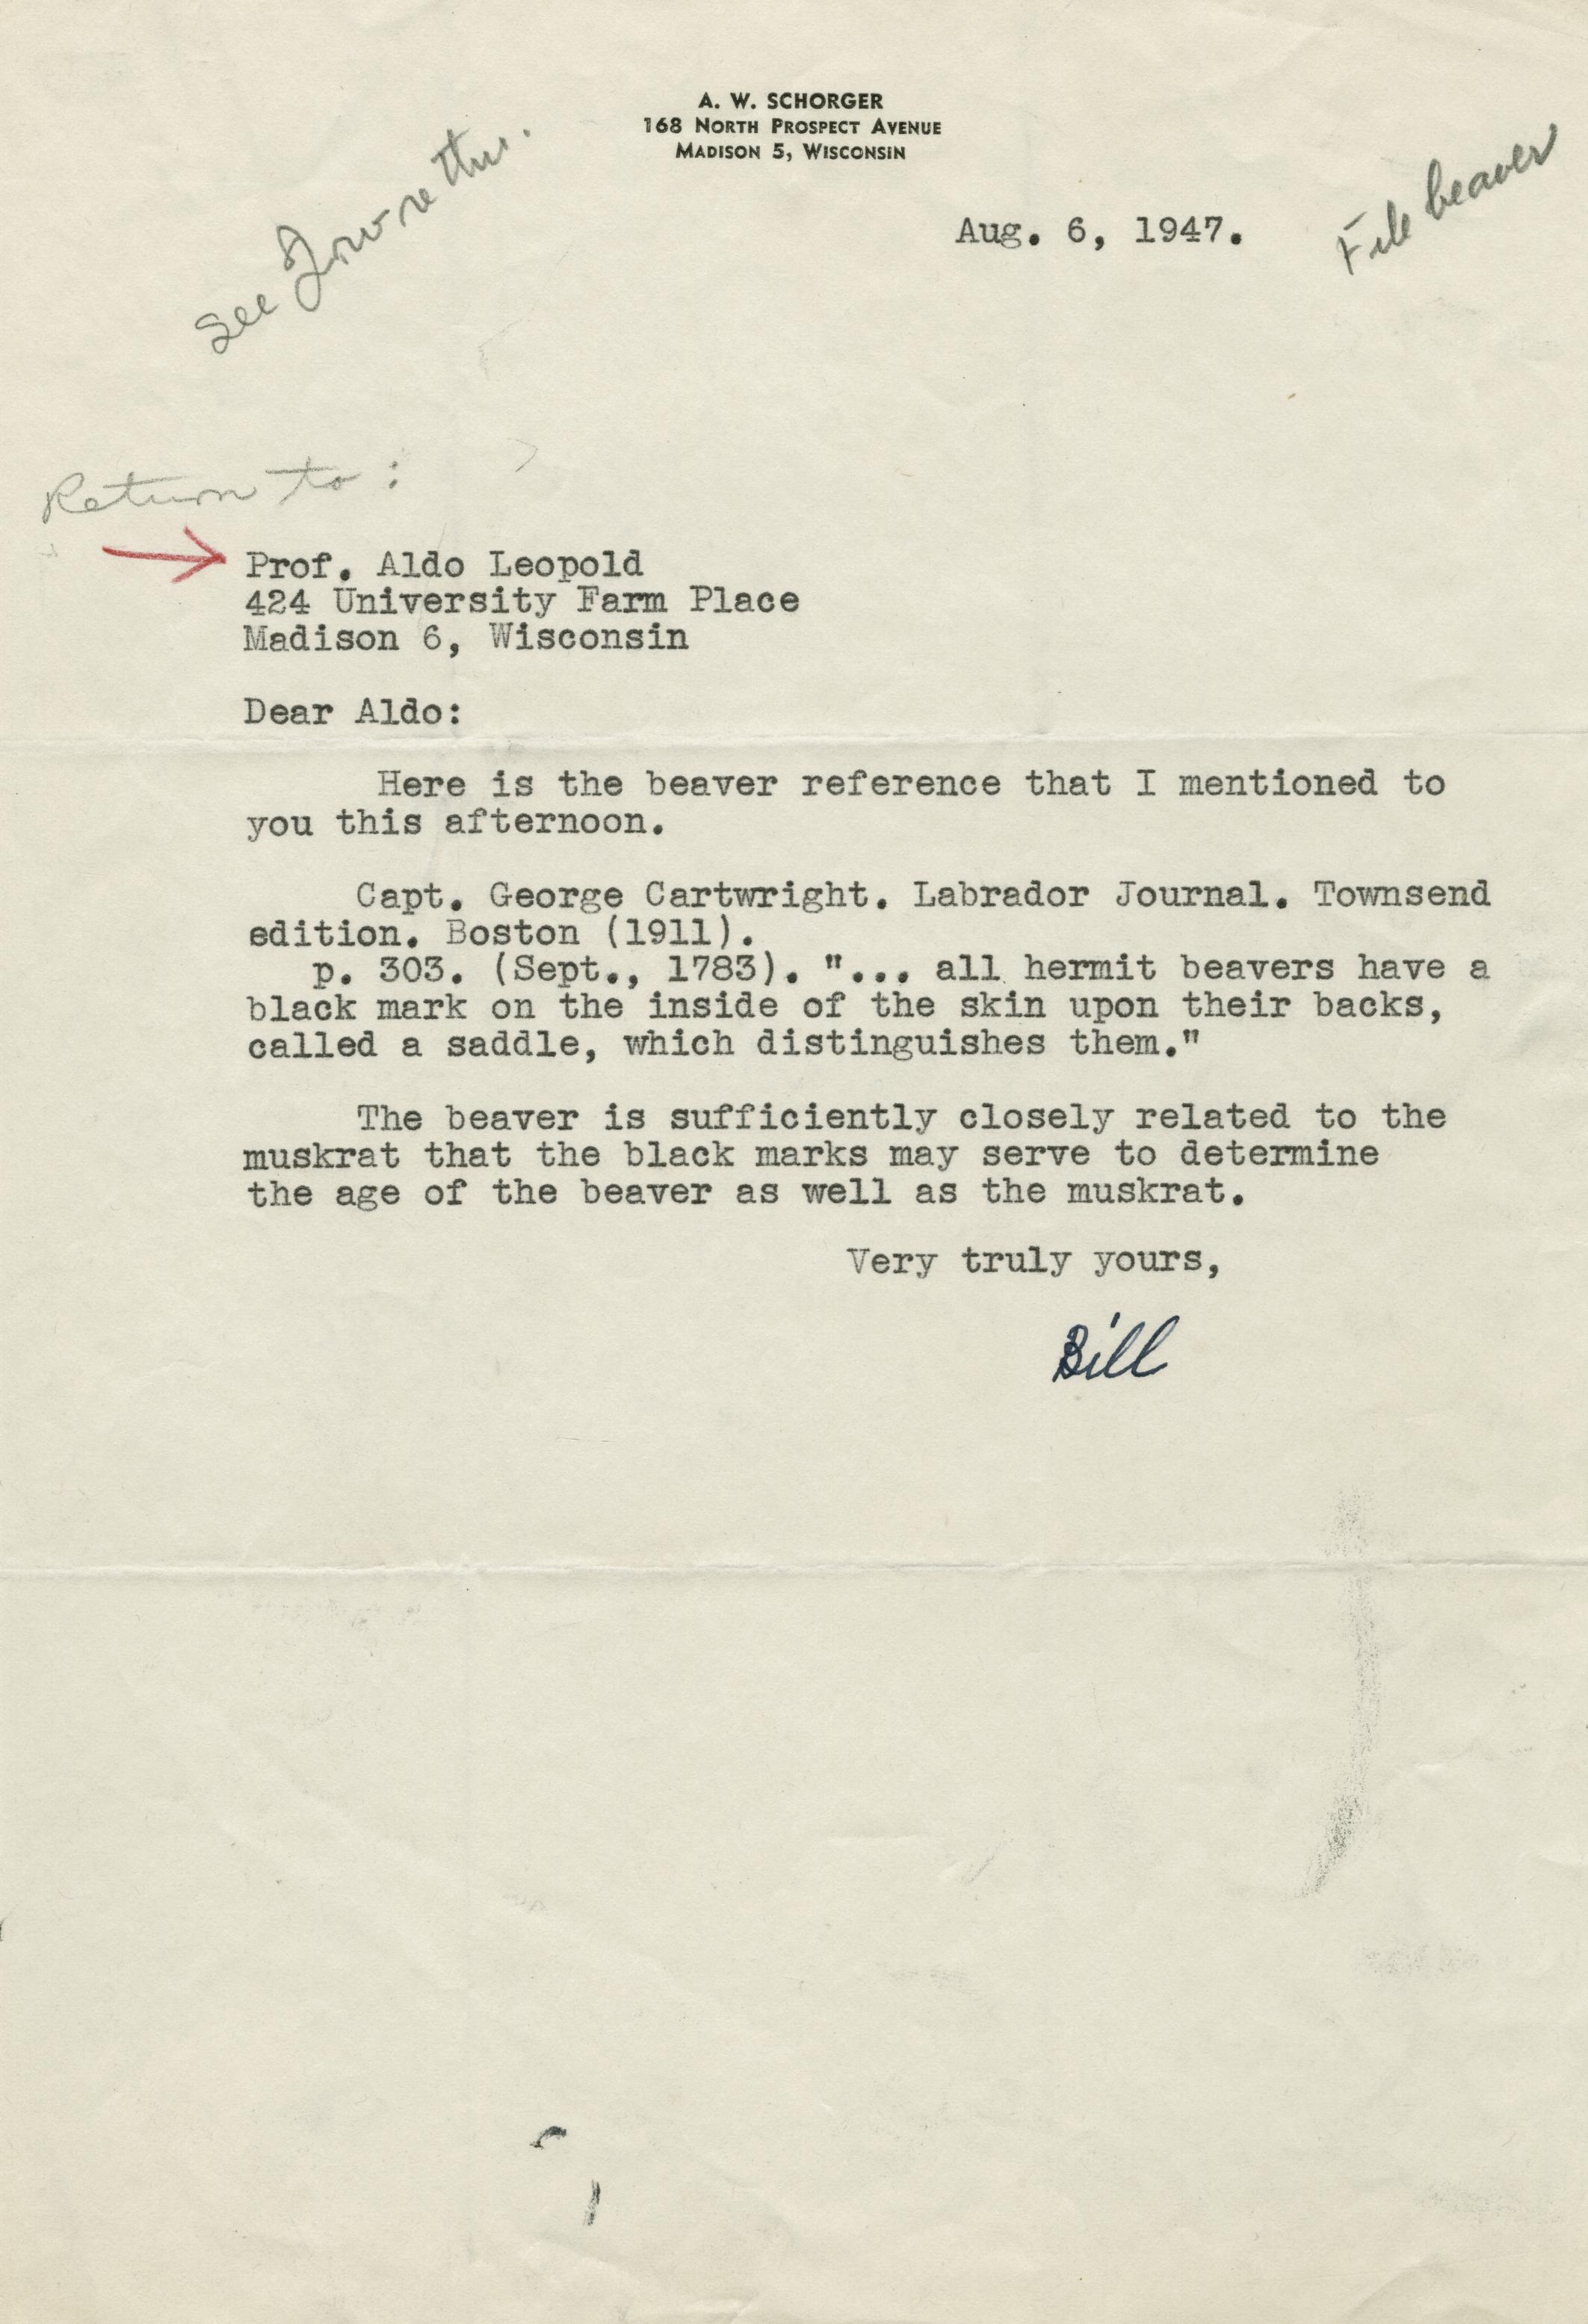 A. W. SCHORGER
168 NORTH PROSPECT AVENUE
MADISON 5, WISCONSIN
See re this.
File beaver
Aug. 6, 1947.
Return to:
Prof. Aldo Leopold
424 University Farm Place
Madison 6, Wisconsin
Dear Aldo:
Here is the beaver reference that I mentioned to
you this afternoon.
Capt. George Cartwright. Labrador Journal. Townsend
edition. Boston (1911).
p. 303. (Sept., 1783). "... all hermit beavers have a
black mark on the inside of the skin upon their backs,
called a saddle, which distinguishes them."
The beaver is sufficiently closely related to the
muskrat that the black marks may serve to determine
the age of the beaver as well as the muskrat.
Very truly yours,
Bill